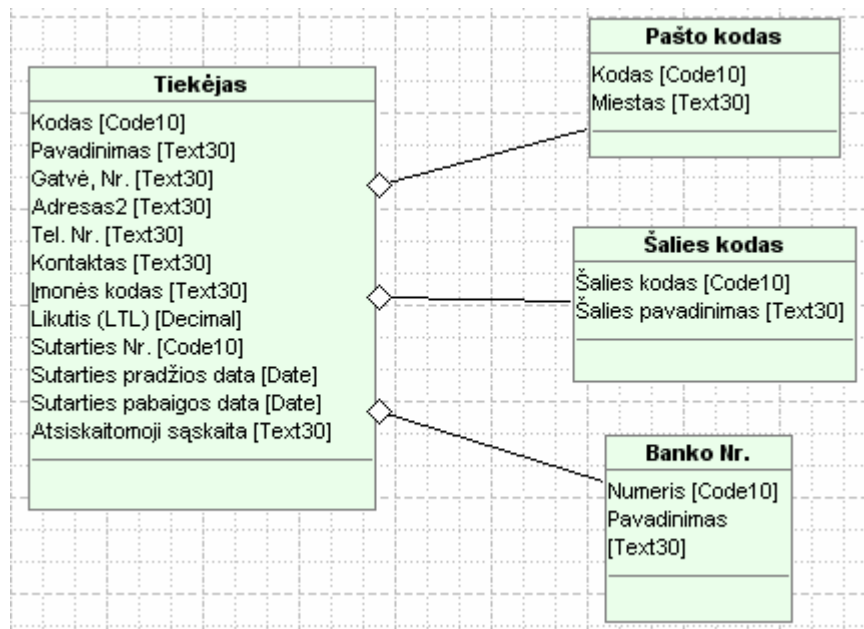 Tiekėjas
Kodas [Code10]
Pavadinimas [Text30]
Gatvė, Nr. [Text30]
Adresas2 [Text30]
Tel. Nr. [Text30]
Kontaktas [Text30]
Įmonės kodas [Text30]
Likutis (LTL) [Decimal]
Sutarties Nr. [Code10]
Sutarties pradžios data [Date]
Sutarties pabaigos data [Date]
Atsiskaitomoji sąskaita [Text30]
Pašto kodas
Kodas [Code10]
Miestas [Text30]
Šalies kodas
Šalies kodas [Code10]
Šalies pavadinimas [Text30]
Banko Nr.
Numeris [Code10]
Pavadinimas
[Text30]